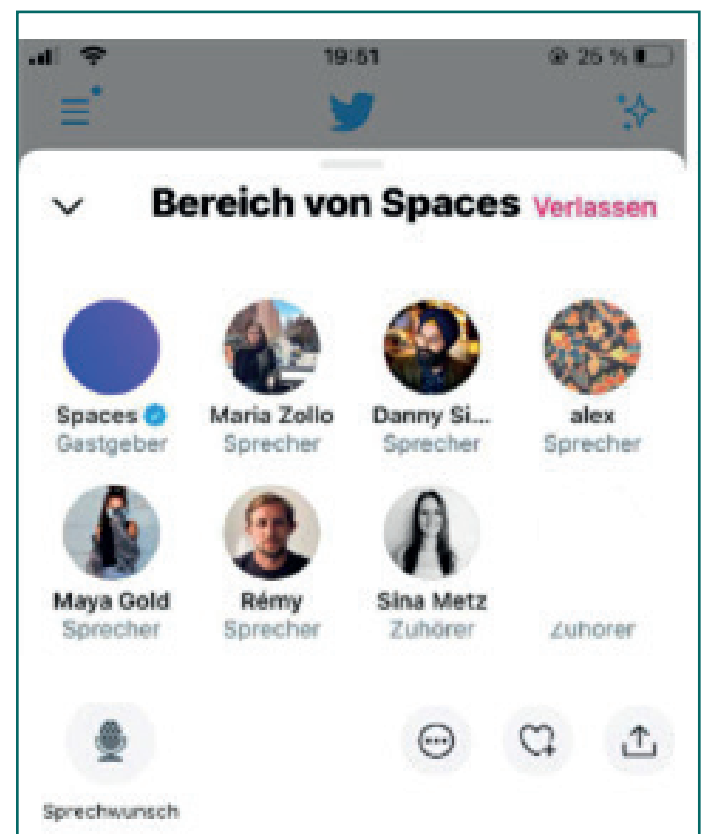 19:51 25 %
Bereich von Spaces Verlassen
Spaces Maria Zollo Danny Si... alex
Gastgeber Sprecher Sprecher Sprecher
Maya Gold Rémy Sina Metz
Sprecher Sprecher Zuhörer Zuhörer
Sprechwunsch